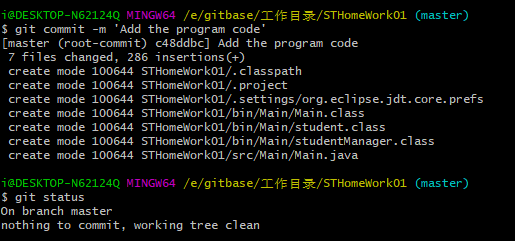 i@DESKTOP-N62124Q MINGW64 /e/gitbase/工作目录/STHomeWork01 (master)
$ git commit -m 'Add the program code'
[master (root-commit) c48ddbc] Add the program code
 7 files changed, 286 insertions(+)
 create mode 100644 STHomeWork01/.classpath
 create mode 100644 STHomeWork01/.project
 create mode 100644 STHomeWork01/.settings/org.eclipse.jdt.core.prefs
 create mode 100644 STHomeWork01/bin/Main/Main.class
 create mode 100644 STHomeWork01/bin/Main/student.class
 create mode 100644 STHomeWork01/bin/Main/studentManager.class
 create mode 100644 STHomeWork01/src/Main/Main.java
i@DESKTOP-N62124Q MINGW64 /e/gitbase/工作目录/STHomeWork01 (master)
$ git status
On branch master
nothing to commit, working tree clean